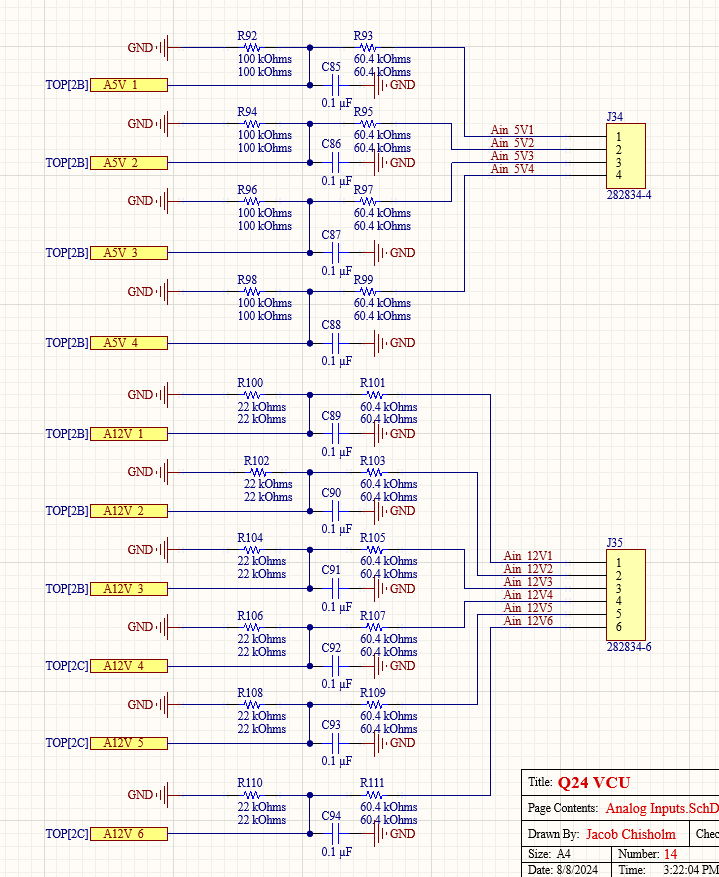 R92 R93
GND
100 kOhms 60.4 kOhms
C85
100 kOhms 60.4 kOhms
TOP[2B] A5V 1 GND
0.1 µF
R94 R95
GND
100 kOhms 60.4 kOhms
C86
100 kOhms 60.4 kOhms
TOP[2B] A5V 2 GND
0.1 µF
R96 R97
GND
100 kOhms 60.4 kOhms
100 kOhms 60.4 kOhms
C87
TOP[2B] A5V 3 GND
0.1 µF
R98 R99
GND
100 kOhms 60.4 kOhms
100 kOhms 60.4 kOhms
C88
TOP[2B] A5V 4 GND
0.1 µF
J34
Ain 5V1 1
Ain 5V2 2
Ain 5V3 3
Ain 5V4 4
282834-4
R100 R101
GND
22 kOhms 60.4 kOhms
C89
22 kOhms 60.4 kOhms
TOP[2B] A12V 1 GND
0.1 µF
R102 R103
GND
22 kOhms 60.4 kOhms
C90
22 kOhms 60.4 kOhms
TOP[2B] A12V 2 GND
0.1 µF
R104 R105
GND
22 kOhms 60.4 kOhms
C91
22 kOhms 60.4 kOhms
TOP[2B] A12V 3 GND
0.1 µF
R106 R107
GND
22 kOhms 60.4 kOhms
C92
22 kOhms 60.4 kOhms
TOP[2C] A12V 4 GND
0.1 µF
R108 R109
GND
22 kOhms 60.4 kOhms
C93
22 kOhms 60.4 kOhms
TOP[2C] A12V 5 GND
0.1 µF
R110 R111
GND
22 kOhms 60.4 kOhms
C94
22 kOhms 60.4 kOhms
TOP[2C] A12V 6 GND
0.1 µF
J35
Ain 12V1 1
Ain 12V2 2
Ain 12V3 3
Ain 12V4 4
Ain 12V5 5
Ain 12V6 6
282834-6
Title: Q24 VCU
Page Contents: Analog Inputs.SchD
Drawn By: Jacob Chisholm Chec
Size: A4 Number: 14
Date: 8/8/2024 Time: 3:22:04 PM